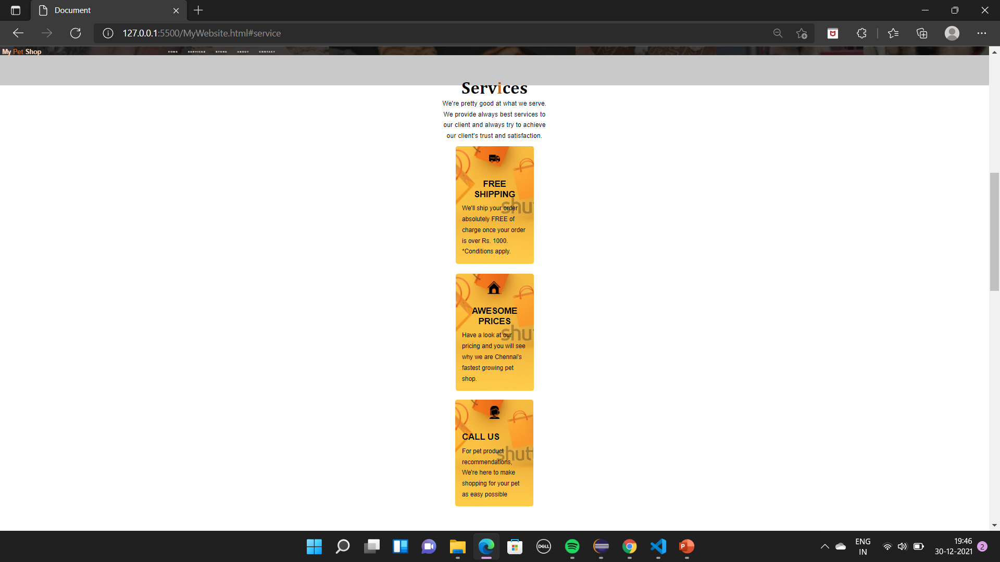 Document
127.0.0.1:5500/MyWebsite.html#service
My Pet Shop
HOME SERVICES STORE ABOUT CONTACT
Services
We're pretty good at what we serve.
We provide always best services to
our client and always try to achieve
our client's trust and satisfaction.
FREE
SHIPPING
shu
We'll ship your order
absolutely FREE of
charge once your order
is over Rs. 1000.
*Conditions apply.
AWESOME
PRICES
shu
Have a look at our
pricing and you will see
why we are Chennai's
fastest growing pet
shop.
CALL US
For pet product
shutt
recommendations,
We're here to make
shopping for your pet
as easy possible
DELL
ENG
IN
19:46
30-12-2021
2